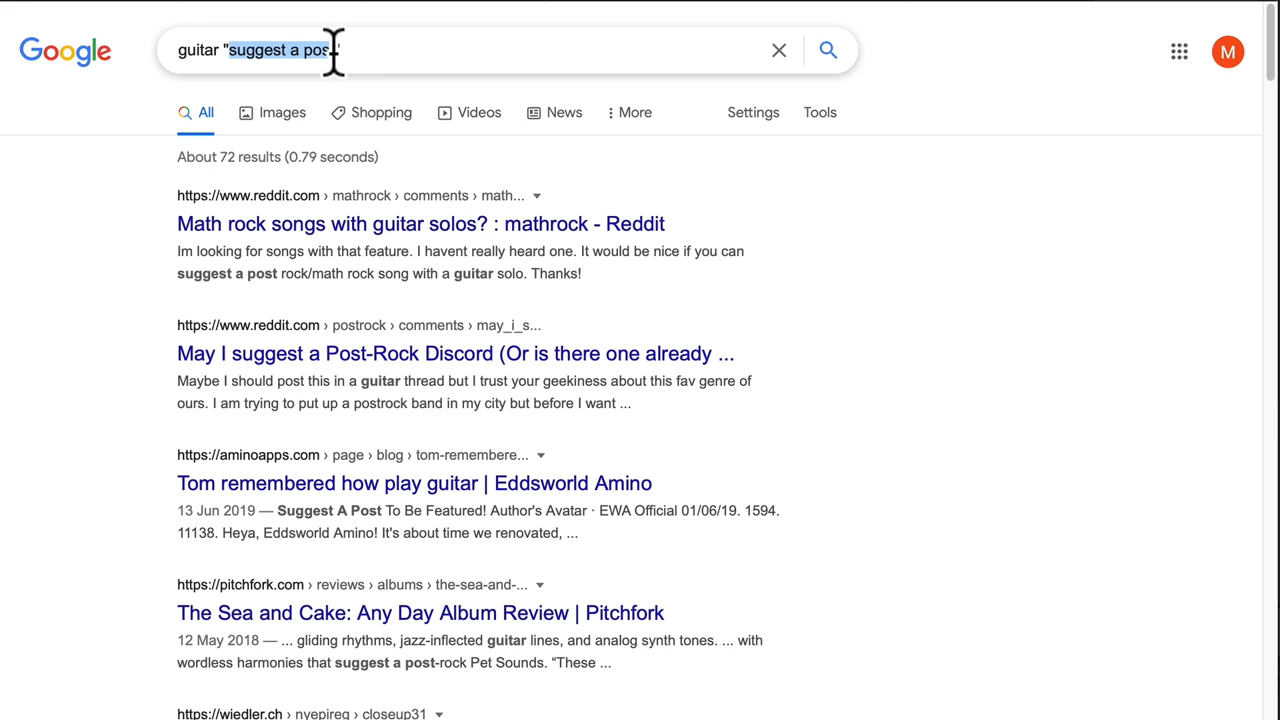 Google
guitar "suggest a post"
M
All Images Shopping Videos News More Settings Tools
About 72 results (0.79 seconds)
https://www.reddit.com › mathrock › comments › math...
Math rock songs with guitar solos? : mathrock - Reddit
Im looking for songs with that feature. I havent really heard one. It would be nice if you can
suggest a post rock/math rock song with a guitar solo. Thanks!
https://www.reddit.com › postrock › comments › may_i_s...
May I suggest a Post-Rock Discord (Or is there one already ...
Maybe I should post this in a guitar thread but I trust your geekiness about this fav genre of
ours. I am trying to put up a postrock band in my city but before I want ...
https://aminoapps.com › page › blog › tom-remembere...
Tom remembered how play guitar | Eddsworld Amino
13 Jun 2019 — Suggest A Post To Be Featured! Author's Avatar · EWA Official 01/06/19. 1594.
11138. Heya, Eddsworld Amino! It's about time we renovated, ...
https://pitchfork.com › reviews › albums › the-sea-and-...
The Sea and Cake: Any Day Album Review | Pitchfork
12 May 2018 — ... gliding rhythms, jazz-inflected guitar lines, and analog synth tones. ... with
wordless harmonies that suggest a post-rock Pet Sounds. “These ...
https://wiedler.ch › nyepireg › closeup31